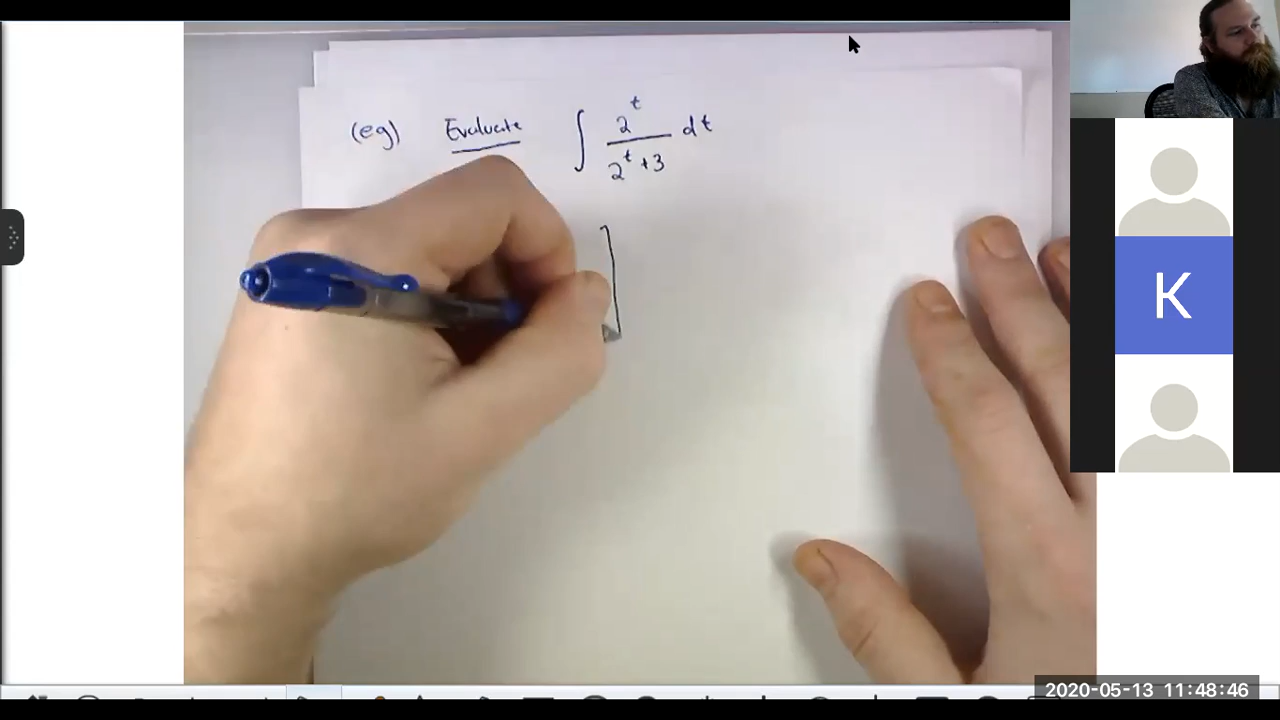 (eg) Evaluate ∫ 2^t / (2^t + 3) dt
K
2020-05-13 11:48:46